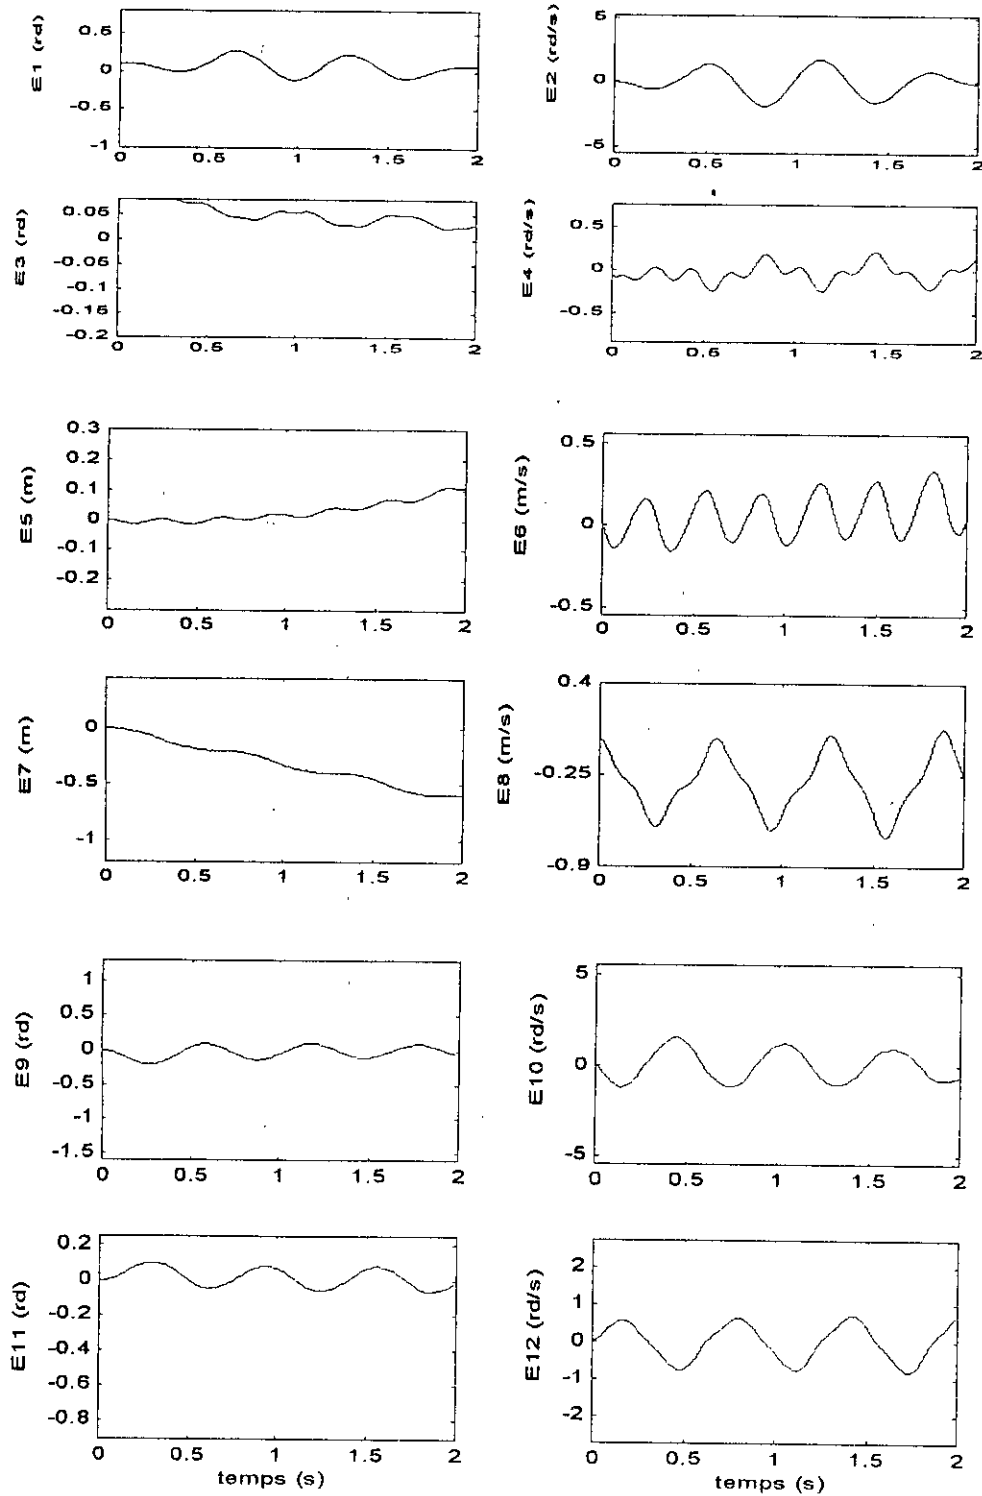 E1 (rd)
0.5
0
-0.5
-1
0 0.5 1 1.5 2
E2 (rd/s)
5
0
-5
0 0.5 1 1.5 2
E3 (rd)
0.05
0
-0.05
-0.1
-0.15
-0.2
0 0.5 1 1.5 2
E4 (rd/s)
0.5
0
-0.5
0 0.5 1 1.5 2
E5 (m)
0.3
0.2
0.1
0
-0.1
-0.2
0 0.5 1 1.5 2
E6 (m/s)
0.5
0
-0.5
0 0.5 1 1.5 2
E7 (m)
0
-0.5
-1
0 0.5 1 1.5 2
E8 (m/s)
0.4
-0.25
-0.9
0 0.5 1 1.5 2
E9 (rd)
1
0.5
0
-0.5
-1
-1.5
0 0.5 1 1.5 2
E10 (rd/s)
5
0
-5
0 0.5 1 1.5 2
E11 (rd)
0.2
0
-0.2
-0.4
-0.6
-0.8
0 0.5 1 1.5 2
temps (s)
E12 (rd/s)
2
1
0
-1
-2
0 0.5 1 1.5 2
temps (s)